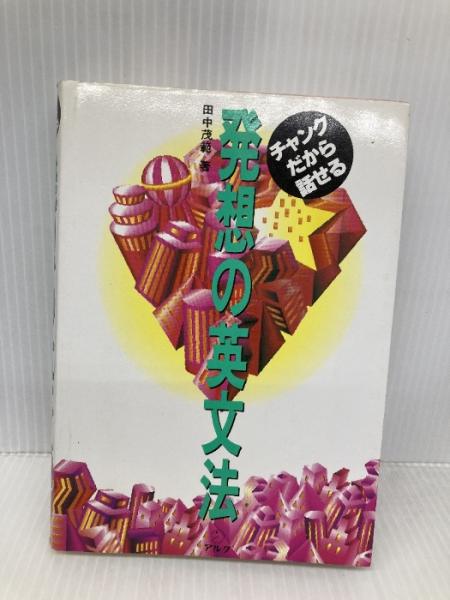 チャンク
だから
話せる
田中茂範 著
発想の英文法
アルク